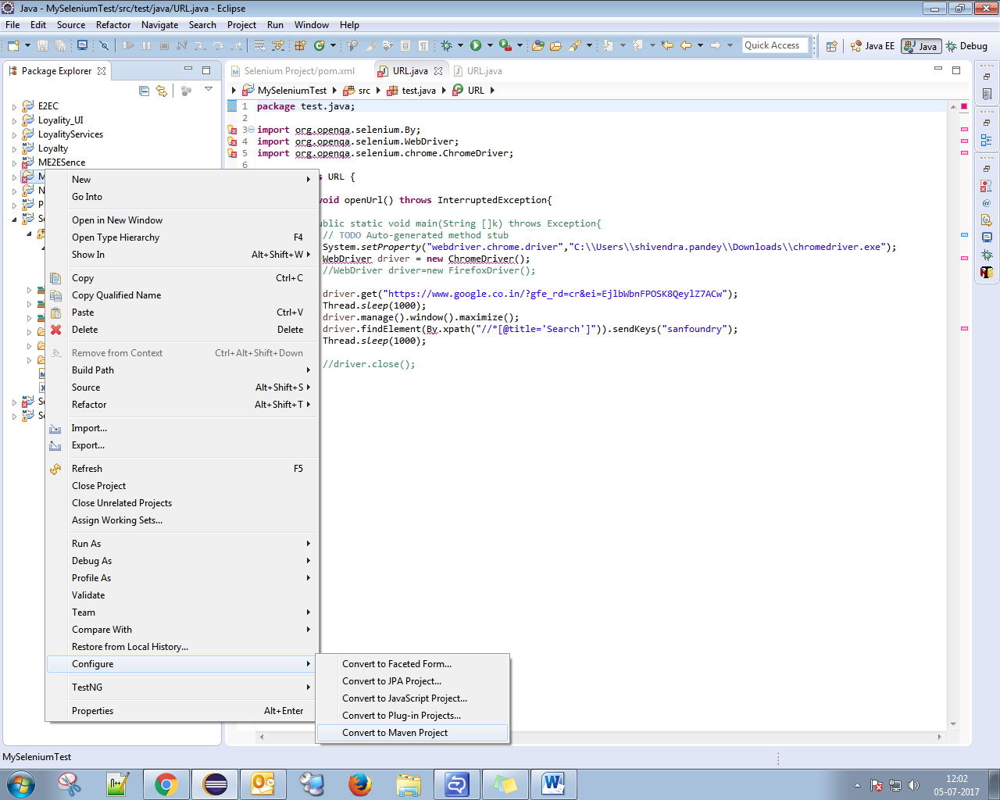 Java - MySeleniumTest/src/test/java/URL.java - Eclipse
File Edit Source Refactor Navigate Search Project Run Window Help
Quick Access
Java EE
Java
Debug
Package Explorer
E2EC
Loyality_UI
LoyalityServices
Loyalty
ME2ESence
M
N
P
S
S
S
Selenium Project/pom.xml
URL.java
URL.java
MySeleniumTest
src
test.java
URL
1 package test.java;
2
3 import org.openqa.selenium.By;
4 import org.openqa.selenium.WebDriver;
5 import org.openqa.selenium.chrome.ChromeDriver;
6
s URL {
void openUrl() throws InterruptedException{
ublic static void main(String []k) throws Exception{
// TODO Auto-generated method stub
System.setProperty("webdriver.chrome.driver","C:\\Users\\shivendra.pandey\\Downloads\\chromedriver.exe");
WebDriver driver = new ChromeDriver();
//WebDriver driver=new FirefoxDriver();
driver.get("https://www.google.co.in/?gfe_rd=cr&ei=EjlbWbnFPOSK8QeylZ7ACw");
Thread.sleep(1000);
driver.manage().window().maximize();
driver.findElement(By.xpath("//*[@title='Search']")).sendKeys("sanfoundry");
Thread.sleep(1000);
//driver.close();
New
Go Into
Open in New Window
Open Type Hierarchy F4
Show In Alt+Shift+W
Copy Ctrl+C
Copy Qualified Name
Paste Ctrl+V
Delete Delete
Remove from Context Ctrl+Alt+Shift+Down
Build Path
Source Alt+Shift+S
Refactor Alt+Shift+T
Import...
Export...
Refresh F5
Close Project
Close Unrelated Projects
Assign Working Sets...
Run As
Debug As
Profile As
Validate
Team
Compare With
Restore from Local History...
Configure
TestNG
Properties Alt+Enter
Convert to Faceted Form...
Convert to JPA Project...
Convert to JavaScript Project...
Convert to Plug-in Projects...
Convert to Maven Project
MySeleniumTest
12:02
05-07-2017